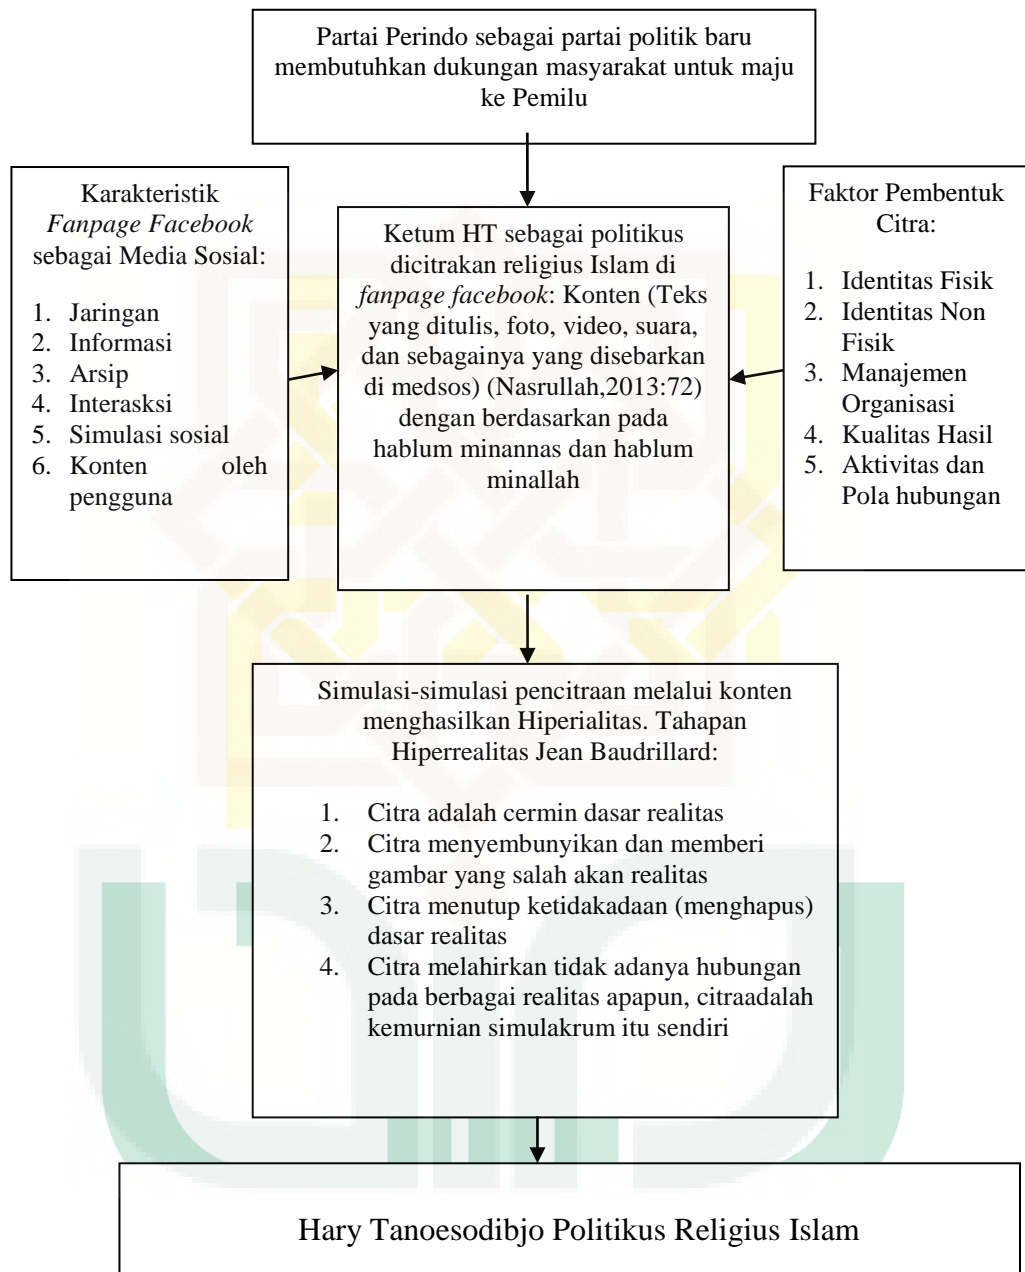 Partai Perindo sebagai partai politik baru
membutuhkan dukungan masyarakat untuk maju
ke Pemilu
Karakteristik
Fanpage Facebook
sebagai Media Sosial:
1. Jaringan
2. Informasi
3. Arsip
4. Interasksi
5. Simulasi sosial
6. Konten oleh
pengguna
Ketum HT sebagai politikus
dicitrakan religius Islam di
fanpage facebook: Konten (Teks
yang ditulis, foto, video, suara,
dan sebagainya yang disebarkan
di medsos) (Nasrullah,2013:72)
dengan berdasarkan pada
hablum minannas dan hablum
minallah
Faktor Pembentuk
Citra:
1. Identitas Fisik
2. Identitas Non
Fisik
3. Manajemen
Organisasi
4. Kualitas Hasil
5. Aktivitas dan
Pola hubungan
Simulasi-simulasi pencitraan melalui konten
menghasilkan Hiperialitas. Tahapan
Hiperrealitas Jean Baudrillard:
1. Citra adalah cermin dasar realitas
2. Citra menyembunyikan dan memberi
gambar yang salah akan realitas
3. Citra menutup ketidakadaan (menghapus)
dasar realitas
4. Citra melahirkan tidak adanya hubungan
pada berbagai realitas apapun, citraadalah
kemurnian simulakrum itu sendiri
Hary Tanoesodibjo Politikus Religius Islam